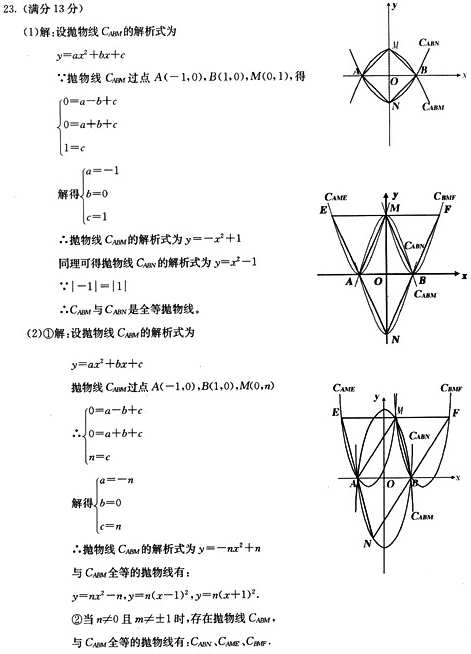 23.(满分13分)
(1)解:设抛物线C_ABM的解析式为
y=ax²+bx+c
∵抛物线C_ABM过点A(-1,0),B(1,0),M(0,1),得
0=a-b+c
0=a+b+c
1=c
解得
a=-1
b=0
c=1
∴抛物线C_ABM的解析式为y=-x²+1
同理可得抛物线C_ABN的解析式为y=x²-1
∵|-1|=|1|
∴C_ABM与C_ABN是全等抛物线。
(2)①解:设抛物线C_ABM的解析式为
y=ax²+bx+c
抛物线C_ABM过点A(-1,0),B(1,0),M(0,n)
∴
0=a-b+c
0=a+b+c
n=c
解得
a=-n
b=0
c=n
∴抛物线C_ABM的解析式为y=-nx²+n
与C_ABM全等的抛物线有:
y=nx²-n,y=n(x-1)²,y=n(x+1)².
②当n≠0且m≠±1时,存在抛物线C_ABM,
与C_ABM全等的抛物线有:C_ABN、C_AME、C_BMF.
y
M
C_ABN
A
O
B
x
N
C_ABM
C_AME
y
C_BMF
E
M
F
C_ABN
A
O
B
x
C_ABM
N
C_AME
y
C_BMF
E
M
F
C_ABN
A
O
B
x
C_ABM
N